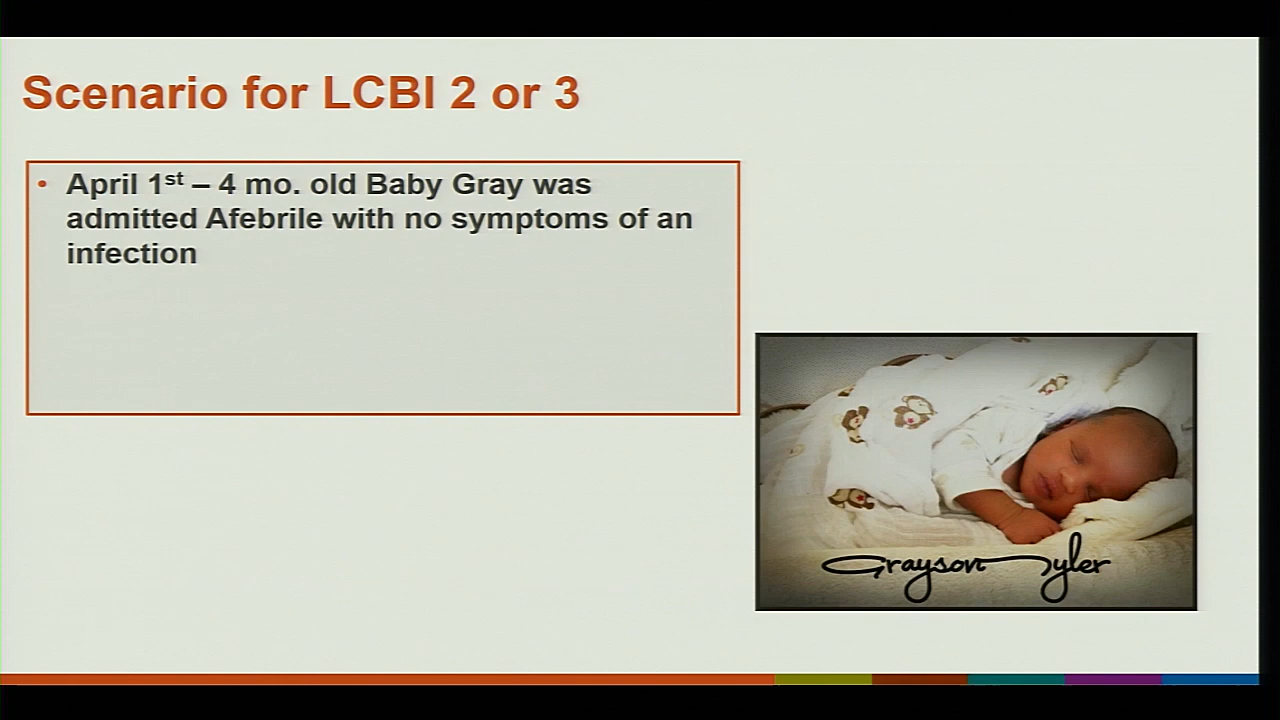 Scenario for LCBI 2 or 3
• April 1st – 4 mo. old Baby Gray was
admitted Afebrile with no symptoms of an
infection
Grayson Tyler